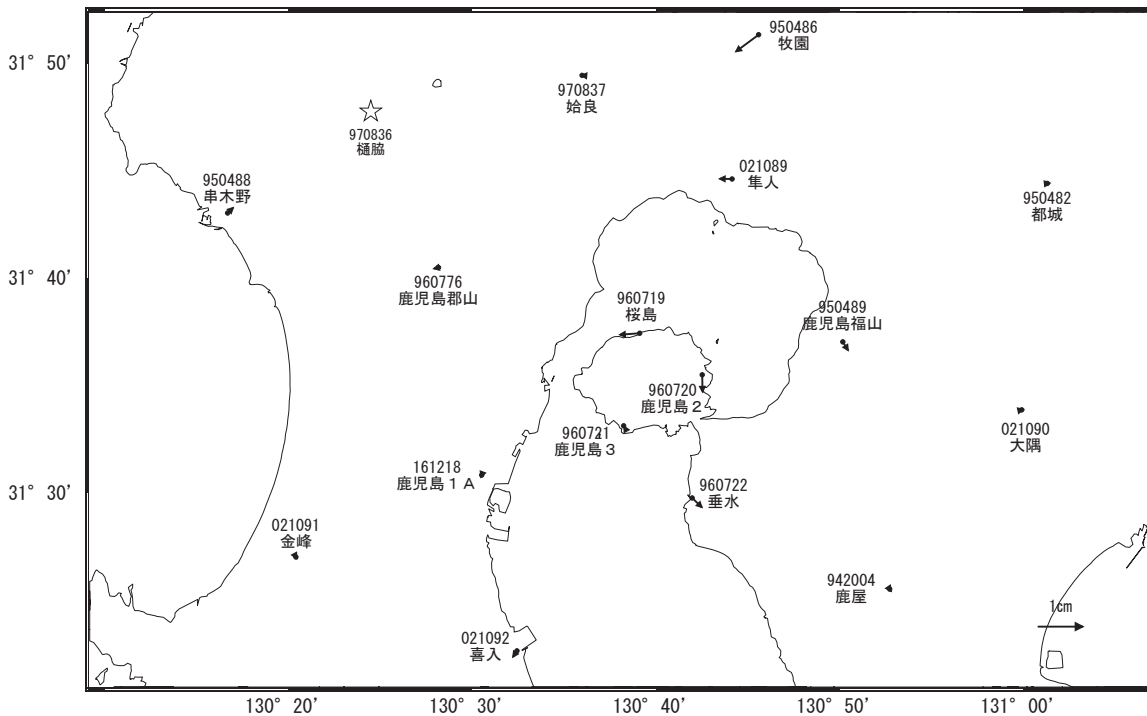 950486
牧園
31° 50'
970837
姶良
970836
樋脇
021089
隼人
950488
串木野
950482
都城
31° 40'
960776
鹿児島郡山
960719
桜島
950489
鹿児島福山
960720
鹿児島２
960721
鹿児島３
021090
大隅
161218
鹿児島１Ａ
960722
垂水
31° 30'
021091
金峰
942004
鹿屋
1cm
021092
喜入
130° 20'
130° 30'
130° 40'
130° 50'
131° 00'